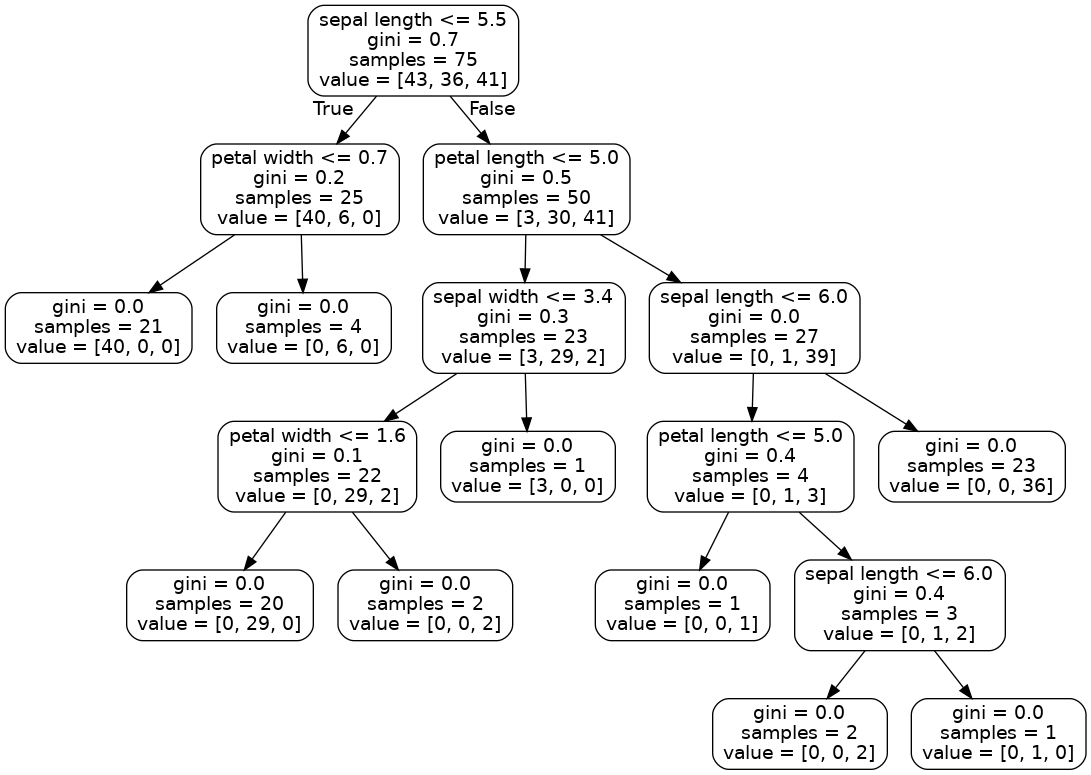 sepal length <= 5.5
gini = 0.7
samples = 75
value = [43, 36, 41]
True
False
petal width <= 0.7
gini = 0.2
samples = 25
value = [40, 6, 0]
petal length <= 5.0
gini = 0.5
samples = 50
value = [3, 30, 41]
gini = 0.0
samples = 21
value = [40, 0, 0]
gini = 0.0
samples = 4
value = [0, 6, 0]
sepal width <= 3.4
gini = 0.3
samples = 23
value = [3, 29, 2]
sepal length <= 6.0
gini = 0.0
samples = 27
value = [0, 1, 39]
petal width <= 1.6
gini = 0.1
samples = 22
value = [0, 29, 2]
gini = 0.0
samples = 1
value = [3, 0, 0]
petal length <= 5.0
gini = 0.4
samples = 4
value = [0, 1, 3]
gini = 0.0
samples = 23
value = [0, 0, 36]
gini = 0.0
samples = 20
value = [0, 29, 0]
gini = 0.0
samples = 2
value = [0, 0, 2]
gini = 0.0
samples = 1
value = [0, 0, 1]
sepal length <= 6.0
gini = 0.4
samples = 3
value = [0, 1, 2]
gini = 0.0
samples = 2
value = [0, 0, 2]
gini = 0.0
samples = 1
value = [0, 1, 0]